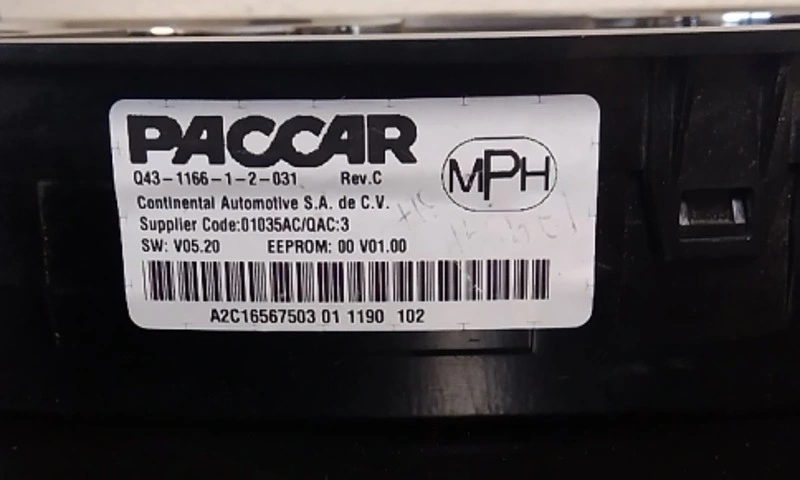 PACCAR
MPH
Q43-1166-1-2-031 Rev.C
Continental Automotive S.A. de C.V.
Supplier Code:01035AC/QAC:3
SW: V05.20 EEPROM: 00 V01.00
A2C16567503 01 1190 102